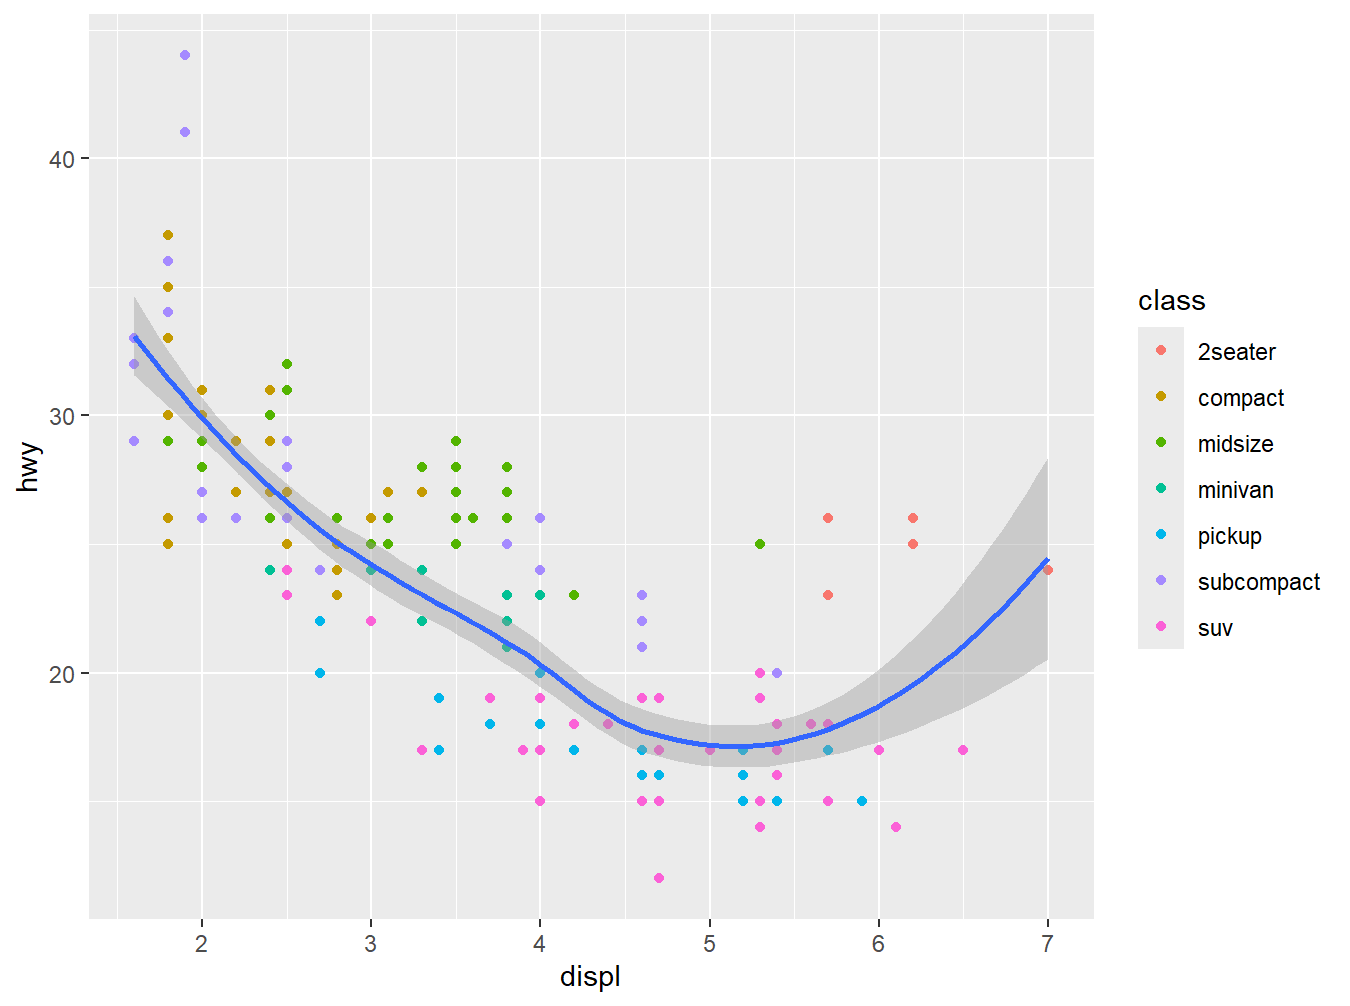 40
30
20
hwy
2
3
4
5
6
7
displ
class
2seater
compact
midsize
minivan
pickup
subcompact
suv